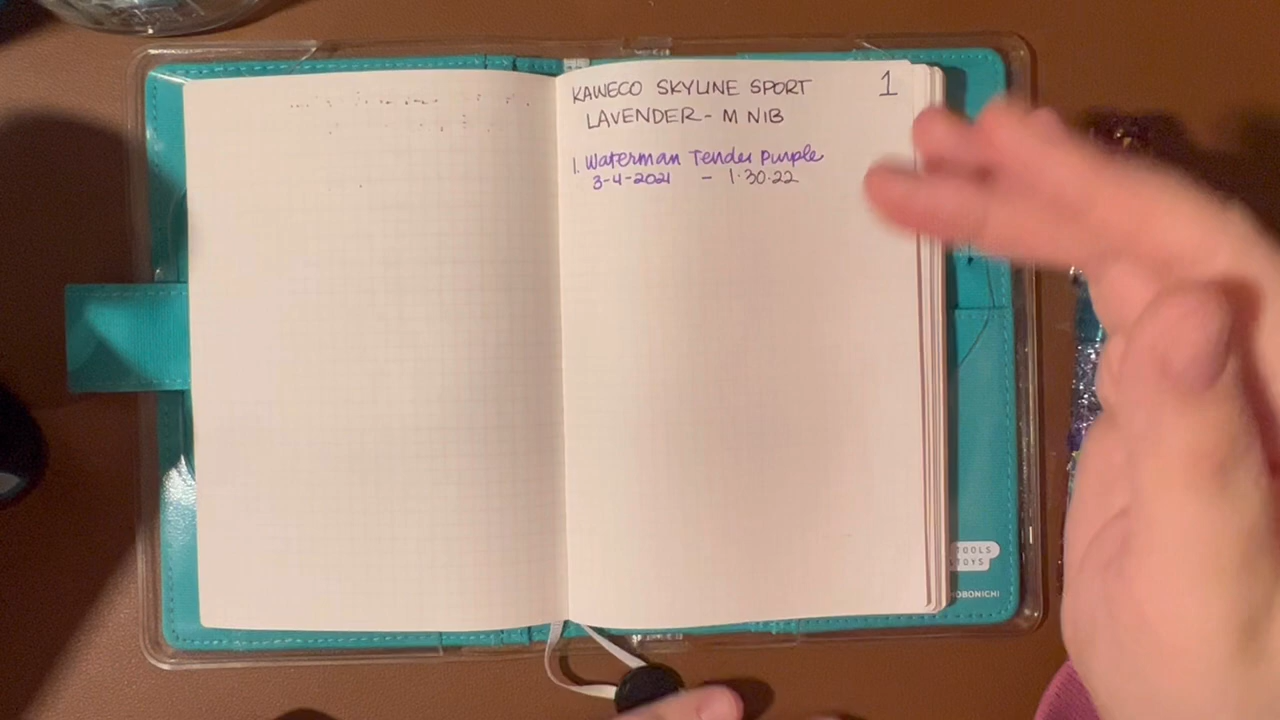 KAWECO SKYLINE SPORT
1
LAVENDER - M NIB
1. Waterman Tender Purple
3-4-2021 - 1.30.22
TOOLS
TOYS
HOBONICHI